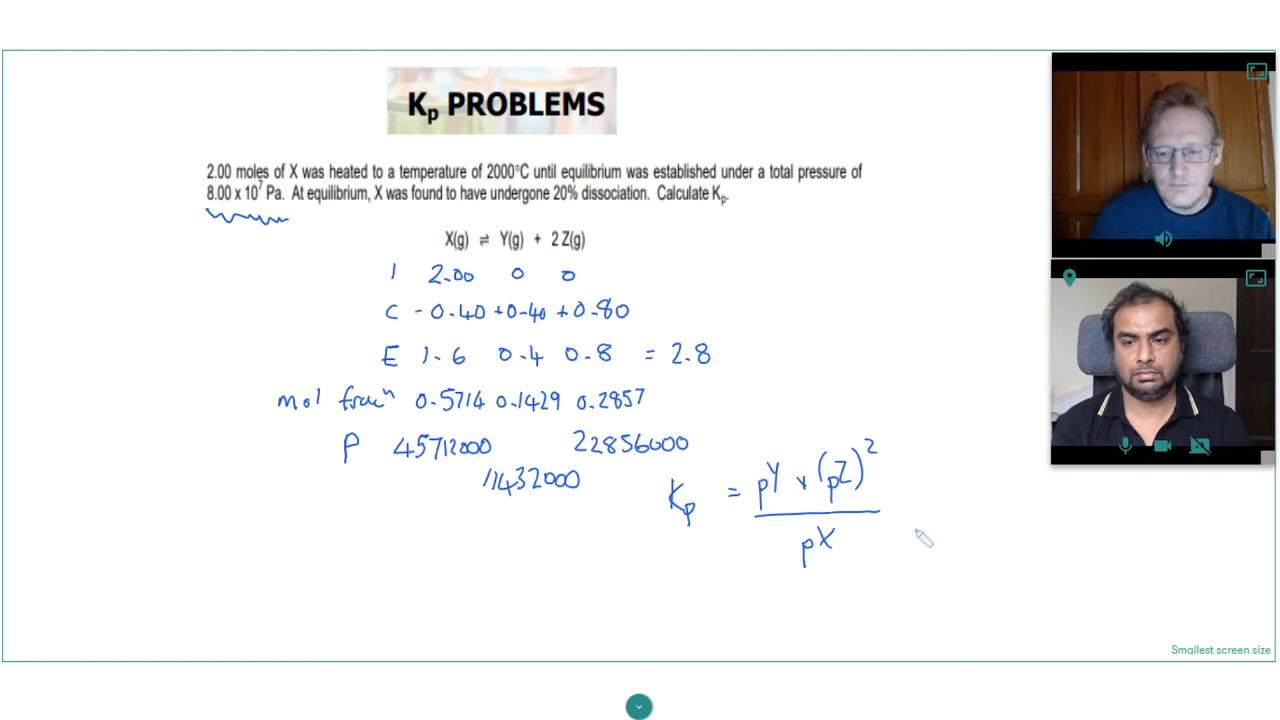 Kp PROBLEMS
2.00 moles of X was heated to a temperature of 2000°C until equilibrium was established under a total pressure of
8.00 x 10⁷ Pa. At equilibrium, X was found to have undergone 20% dissociation. Calculate Kp.
X(g) ⇌ Y(g) + 2 Z(g)
I 2.00 0 0
C -0.40 +0.40 +0.80
E 1.6 0.4 0.8 = 2.8
mol fracⁿ 0.5714 0.1429 0.2857
P 45712000 22856000
11432000
Kp = pY x (pZ)²
pX
Smallest screen size